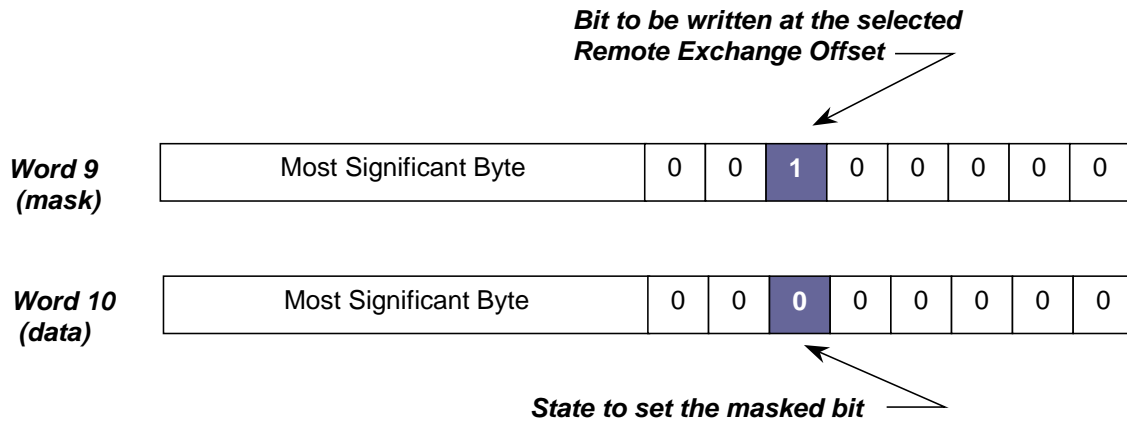 Bit to be written at the selected
Remote Exchange Offset
Word 9
(mask)
Most Significant Byte 0 0 1 0 0 0 0 0
Word 10
(data)
Most Significant Byte 0 0 0 0 0 0 0 0
State to set the masked bit